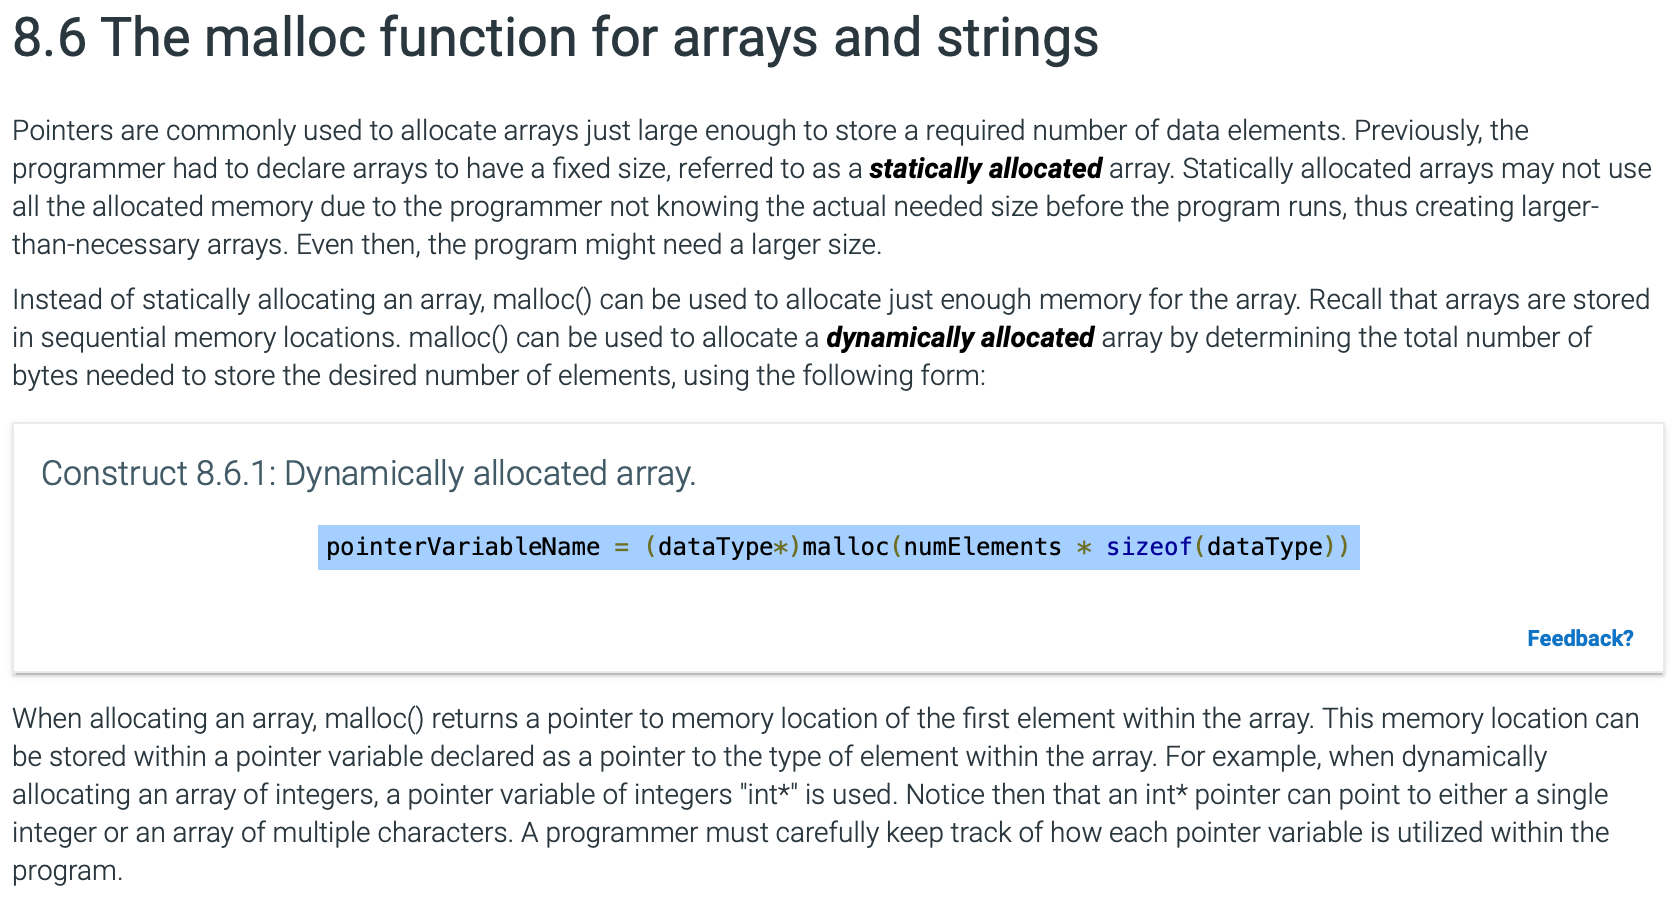 8.6 The malloc function for arrays and strings
Pointers are commonly used to allocate arrays just large enough to store a required number of data elements. Previously, the
programmer had to declare arrays to have a fixed size, referred to as a statically allocated array. Statically allocated arrays may not use
all the allocated memory due to the programmer not knowing the actual needed size before the program runs, thus creating larger-
than-necessary arrays. Even then, the program might need a larger size.
Instead of statically allocating an array, malloc() can be used to allocate just enough memory for the array. Recall that arrays are stored
in sequential memory locations. malloc() can be used to allocate a dynamically allocated array by determining the total number of
bytes needed to store the desired number of elements, using the following form:
Construct 8.6.1: Dynamically allocated array.
pointerVariableName = (dataType*)malloc(numElements * sizeof(dataType))
Feedback?
When allocating an array, malloc() returns a pointer to memory location of the first element within the array. This memory location can
be stored within a pointer variable declared as a pointer to the type of element within the array. For example, when dynamically
allocating an array of integers, a pointer variable of integers "int*" is used. Notice then that an int* pointer can point to either a single
integer or an array of multiple characters. A programmer must carefully keep track of how each pointer variable is utilized within the
program.